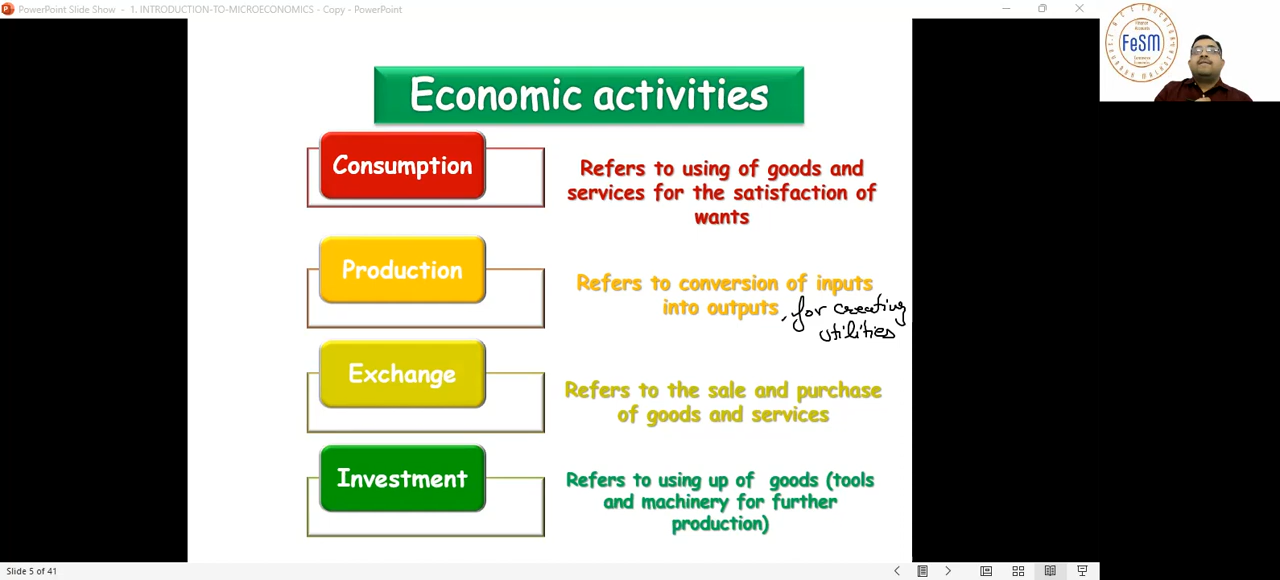 PowerPoint Slide Show - 1. INTRODUCTION-TO-MICROECONOMICS - Copy - PowerPoint
FeSM
Economic activities
Consumption
Refers to using of goods and
services for the satisfaction of
wants
Production
Refers to conversion of inputs
into outputs, for creating
utilities
Exchange
Refers to the sale and purchase
of goods and services
Investment
Refers to using up of goods (tools
and machinery for further
production)
Slide 5 of 41